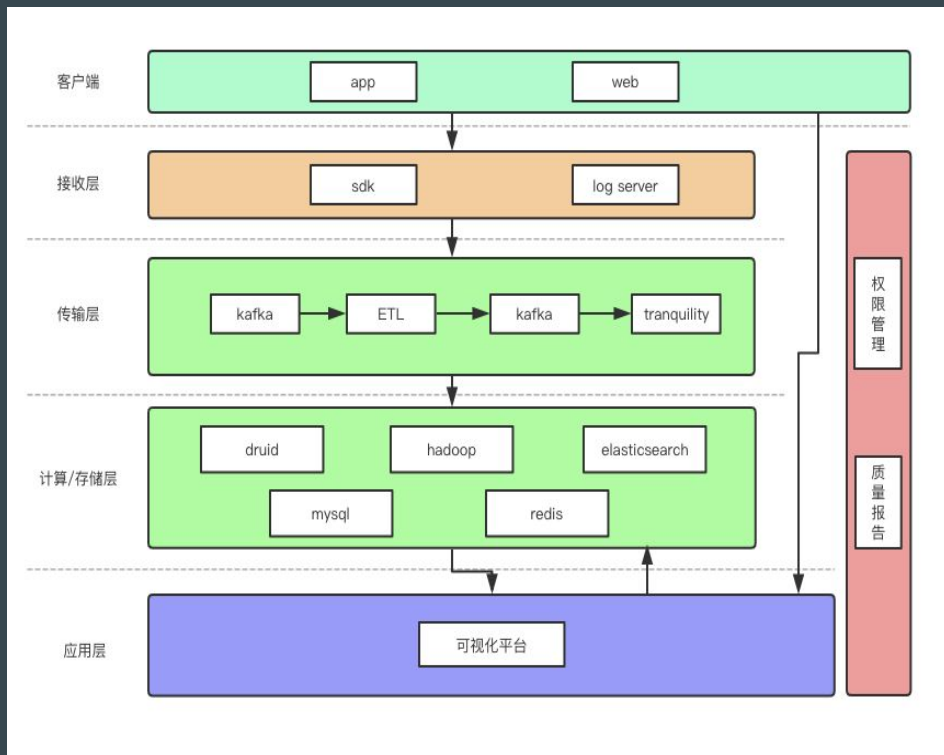 客户端
app
web
接收层
sdk
log server
传输层
kafka
ETL
kafka
tranquility
权限管理
计算/存储层
druid
hadoop
elasticsearch
mysql
redis
质量报告
应用层
可视化平台